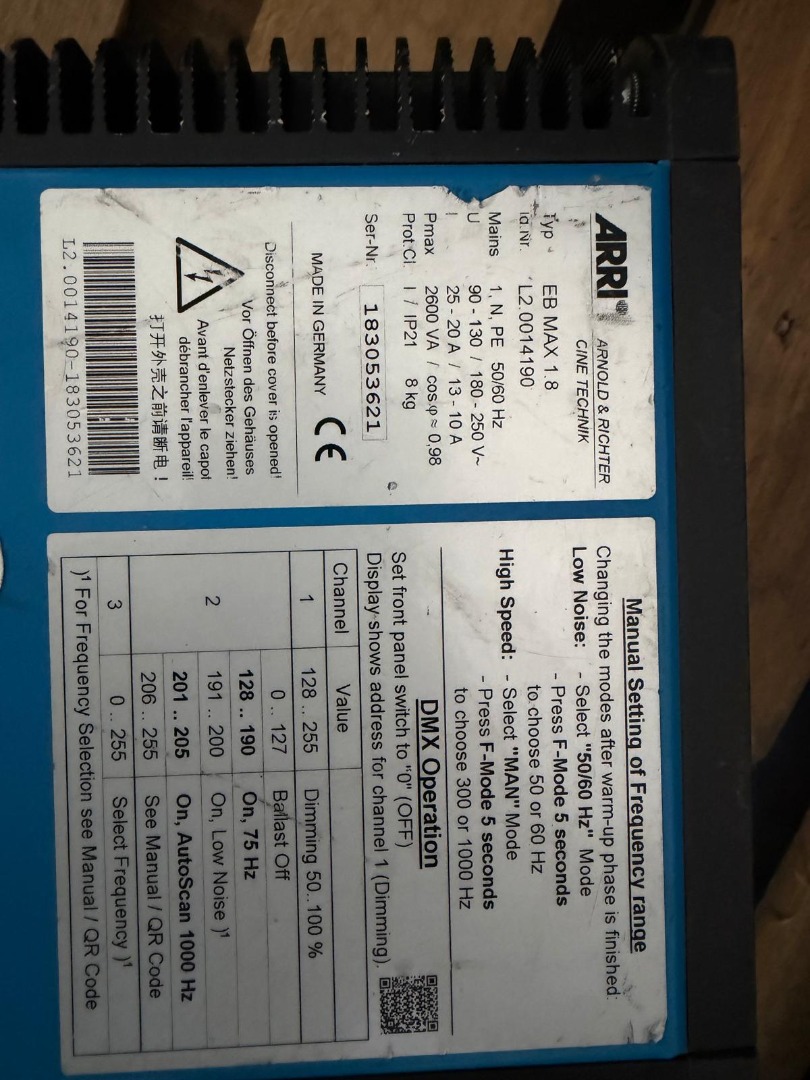 ARRI® ARNOLD & RICHTER
CINE TECHNIK
Typ EB MAX 1.8
Id.Nr. L2.0014190
Mains 1, N, PE 50/60 Hz
U 90 - 130 / 180 - 250 V~
I 25 - 20 A / 13 - 10 A
Pmax 2600 VA / cos φ ≈ 0,98
Prot.Cl. I / IP21 8 kg
Ser-Nr. 183053621
MADE IN GERMANY CE
Disconnect before cover is opened!
Vor Öffnen des Gehäuses
Netzstecker ziehen!
Avant d'enlever le capot
débrancher l'appareil!
打开外壳之前请断电！
L2.0014190-183053621
Manual Setting of Frequency range
Changing the modes after warm-up phase is finished:
Low Noise: - Select "50/60 Hz" Mode
- Press F-Mode 5 seconds
to choose 50 or 60 Hz
High Speed: - Select "MAN" Mode
- Press F-Mode 5 seconds
to choose 300 or 1000 Hz
DMX Operation
Set front panel switch to "0" (OFF)
Display shows address for channel 1 (Dimming).
Channel Value
1 128 .. 255 Dimming 50..100 %
2 0 .. 127 Ballast Off
128 .. 190 On, 75 Hz
191 .. 200 On, Low Noise )¹
201 .. 205 On, AutoScan 1000 Hz
206 .. 255 See Manual / QR Code
3 0 .. 255 Select Frequency )¹
)¹ For Frequency Selection see Manual / QR Code